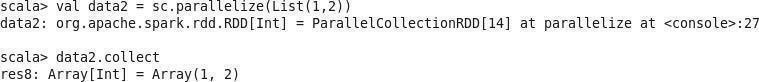 scala> val data2 = sc.parallelize(List(1,2))
data2: org.apache.spark.rdd.RDD[Int] = ParallelCollectionRDD[14] at parallelize at <console>:27
scala> data2.collect
res8: Array[Int] = Array(1, 2)